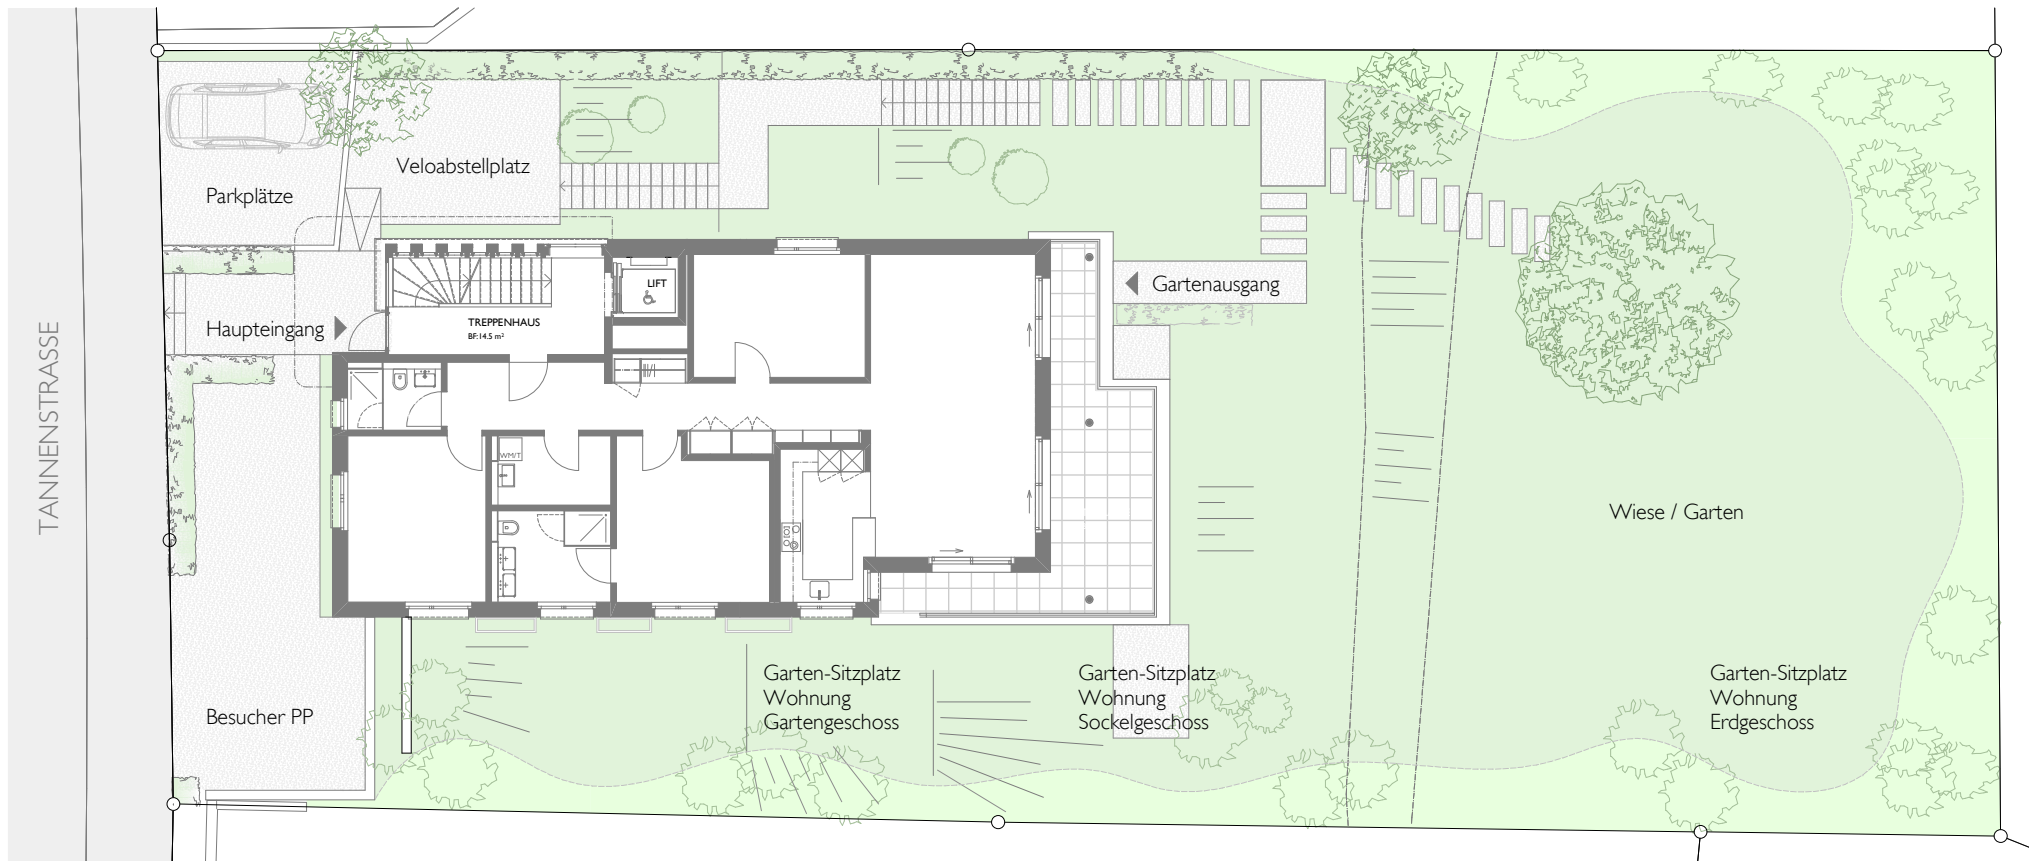 Veloabstellplatz
Parkplätze
Gartenausgang
LIFT
TREPPENHAUS
BF:14.5 m²
Haupteingang
TANNENSTRASSE
WM/T
Wiese / Garten
Besucher PP
Garten-Sitzplatz
Wohnung
Gartengeschoss
Garten-Sitzplatz
Wohnung
Sockelgeschoss
Garten-Sitzplatz
Wohnung
Erdgeschoss